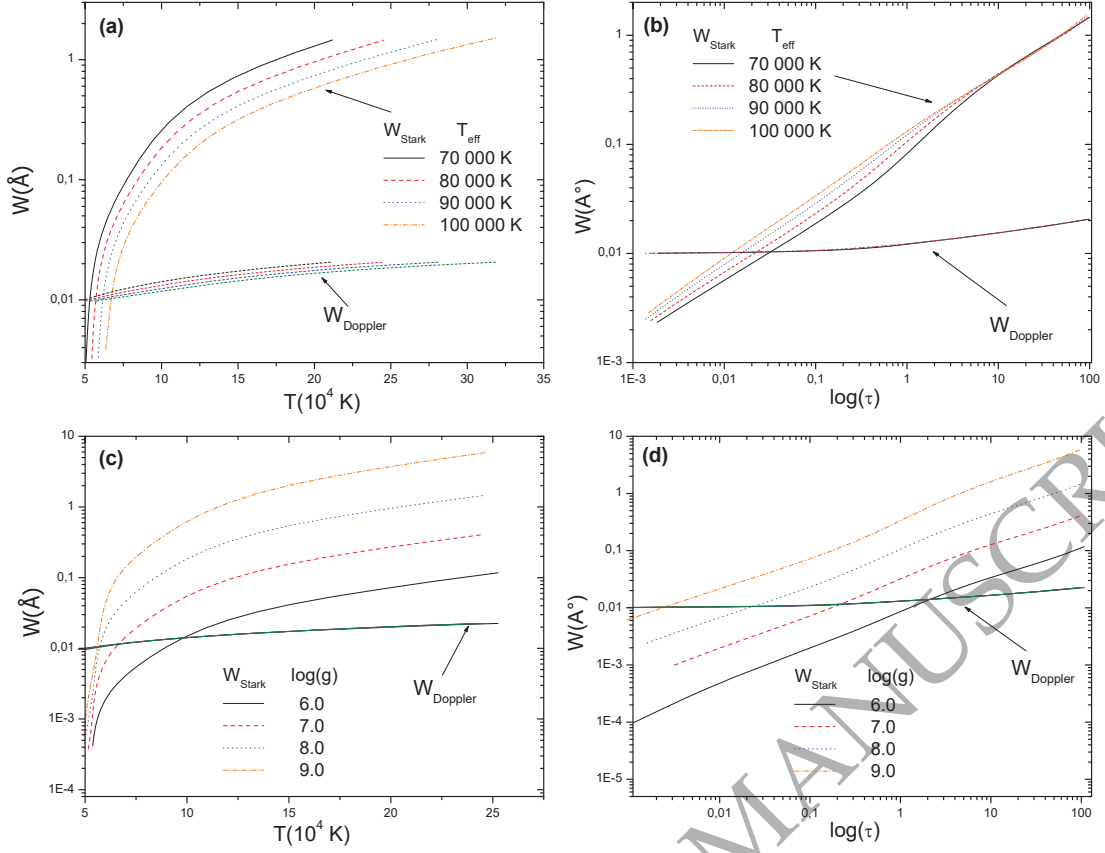 (a)
W(Å)
1
0,1
0,01
W_Stark T_eff
70 000 K
80 000 K
90 000 K
100 000 K
W_Doppler
5 10 15 20 25 30 35
T(10^4 K)
(b)
W(A°)
1
0,1
0,01
1E-3
W_Stark T_eff
70 000 K
80 000 K
90 000 K
100 000 K
W_Doppler
1E-3 0,01 0,1 1 10 100
log(τ)
(c)
W(Å)
10
1
0,1
0,01
1E-3
1E-4
W_Doppler
W_Stark log(g)
6.0
7.0
8.0
9.0
5 10 15 20 25
T(10^4 K)
(d)
W(A°)
10
1
0,1
0,01
1E-3
1E-4
1E-5
W_Doppler
W_Stark log(g)
6.0
7.0
8.0
9.0
0,01 0,1 1 10 100
log(τ)
MANUSCRI